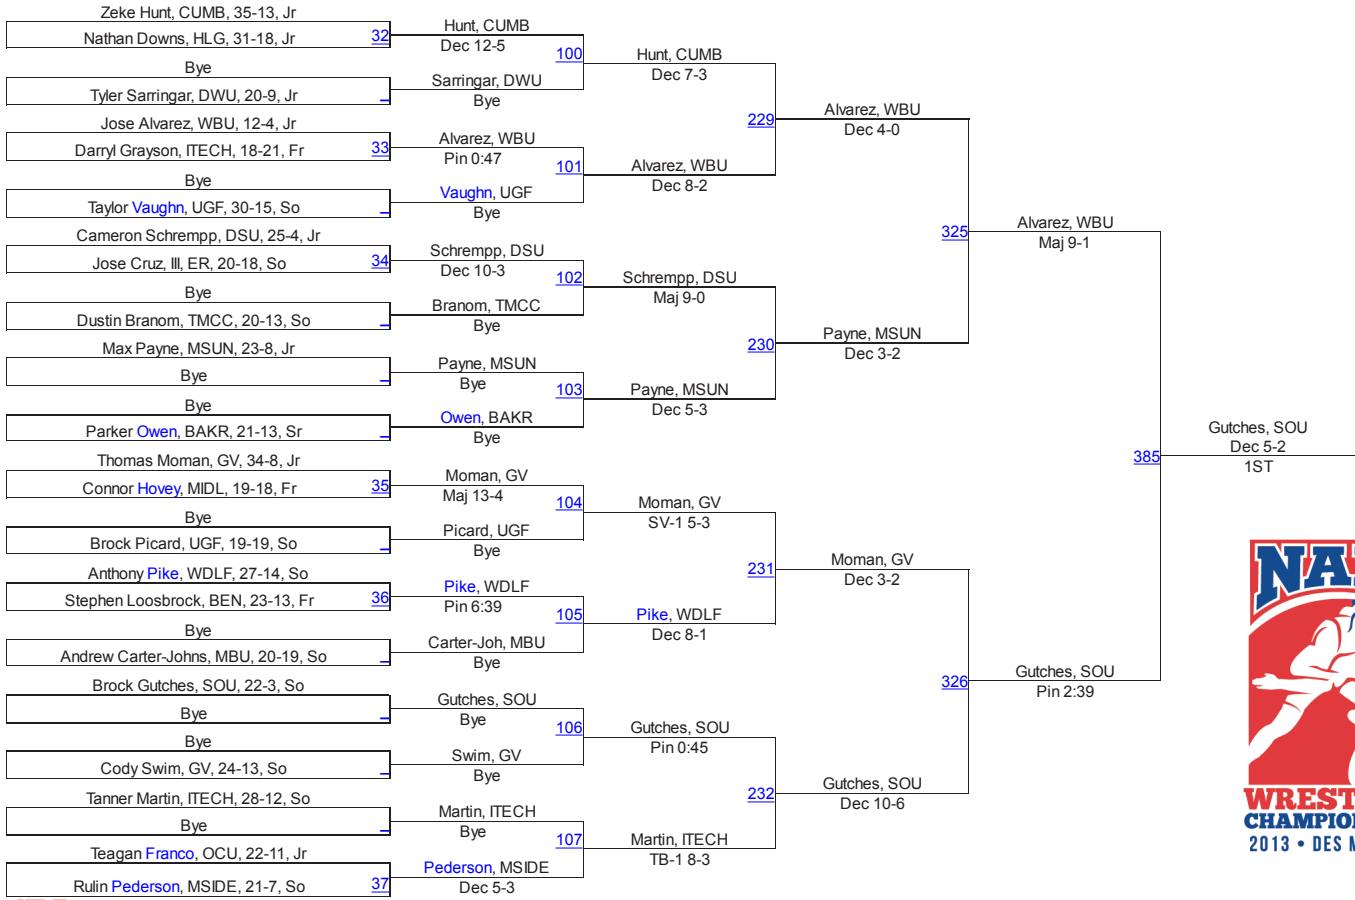 Zeke Hunt, CUMB, 35-13, Jr
Nathan Downs, HLG, 31-18, Jr
32
Bye
Tyler Sarringar, DWU, 20-9, Jr
Jose Alvarez, WBU, 12-4, Jr
Darryl Grayson, ITECH, 18-21, Fr
33
Bye
Taylor Vaughn, UGF, 30-15, So
Cameron Schrempp, DSU, 25-4, Jr
Jose Cruz, III, ER, 20-18, So
34
Bye
Dustin Branom, TMCC, 20-13, So
Max Payne, MSUN, 23-8, Jr
Bye
Bye
Parker Owen, BAKR, 21-13, Sr
Thomas Moman, GV, 34-8, Jr
Connor Hovey, MIDL, 19-18, Fr
35
Bye
Brock Picard, UGF, 19-19, So
Anthony Pike, WDLF, 27-14, So
Stephen Loosbrock, BEN, 23-13, Fr
36
Bye
Andrew Carter-Johns, MBU, 20-19, So
Brock Gutches, SOU, 22-3, So
Bye
Bye
Cody Swim, GV, 24-13, So
Tanner Martin, ITECH, 28-12, So
Bye
Teagan Franco, OCU, 22-11, Jr
Rulin Pederson, MSIDE, 21-7, So
37
Hunt, CUMB
Dec 12-5
100
Sarringar, DWU
Bye
Alvarez, WBU
Pin 0:47
101
Vaughn, UGF
Bye
Schrempp, DSU
Dec 10-3
102
Branom, TMCC
Bye
Payne, MSUN
Bye
103
Owen, BAKR
Bye
Moman, GV
Maj 13-4
104
Picard, UGF
Bye
Pike, WDLF
Pin 6:39
105
Carter-Joh, MBU
Bye
Gutches, SOU
Bye
106
Swim, GV
Bye
Martin, ITECH
Bye
107
Pederson, MSIDE
Dec 5-3
Hunt, CUMB
Dec 7-3
229
Alvarez, WBU
Dec 8-2
Schrempp, DSU
Maj 9-0
230
Payne, MSUN
Dec 5-3
Moman, GV
SV-1 5-3
231
Pike, WDLF
Dec 8-1
Gutches, SOU
Pin 0:45
232
Martin, ITECH
TB-1 8-3
Alvarez, WBU
Dec 4-0
325
Payne, MSUN
Dec 3-2
Moman, GV
Dec 3-2
326
Gutches, SOU
Dec 10-6
Alvarez, WBU
Maj 9-1
385
Gutches, SOU
Pin 2:39
Gutches, SOU
Dec 5-2
1ST
NA
WREST
CHAMPION
2013 • DES M